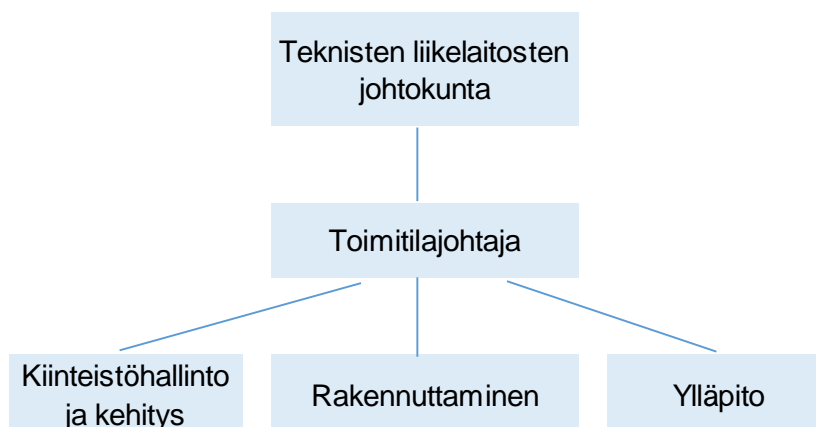 Teknisten liikelaitosten
johtokunta
Toimitilajohtaja
Kiinteistöhallinto
ja kehitys
Rakennuttaminen
Ylläpito